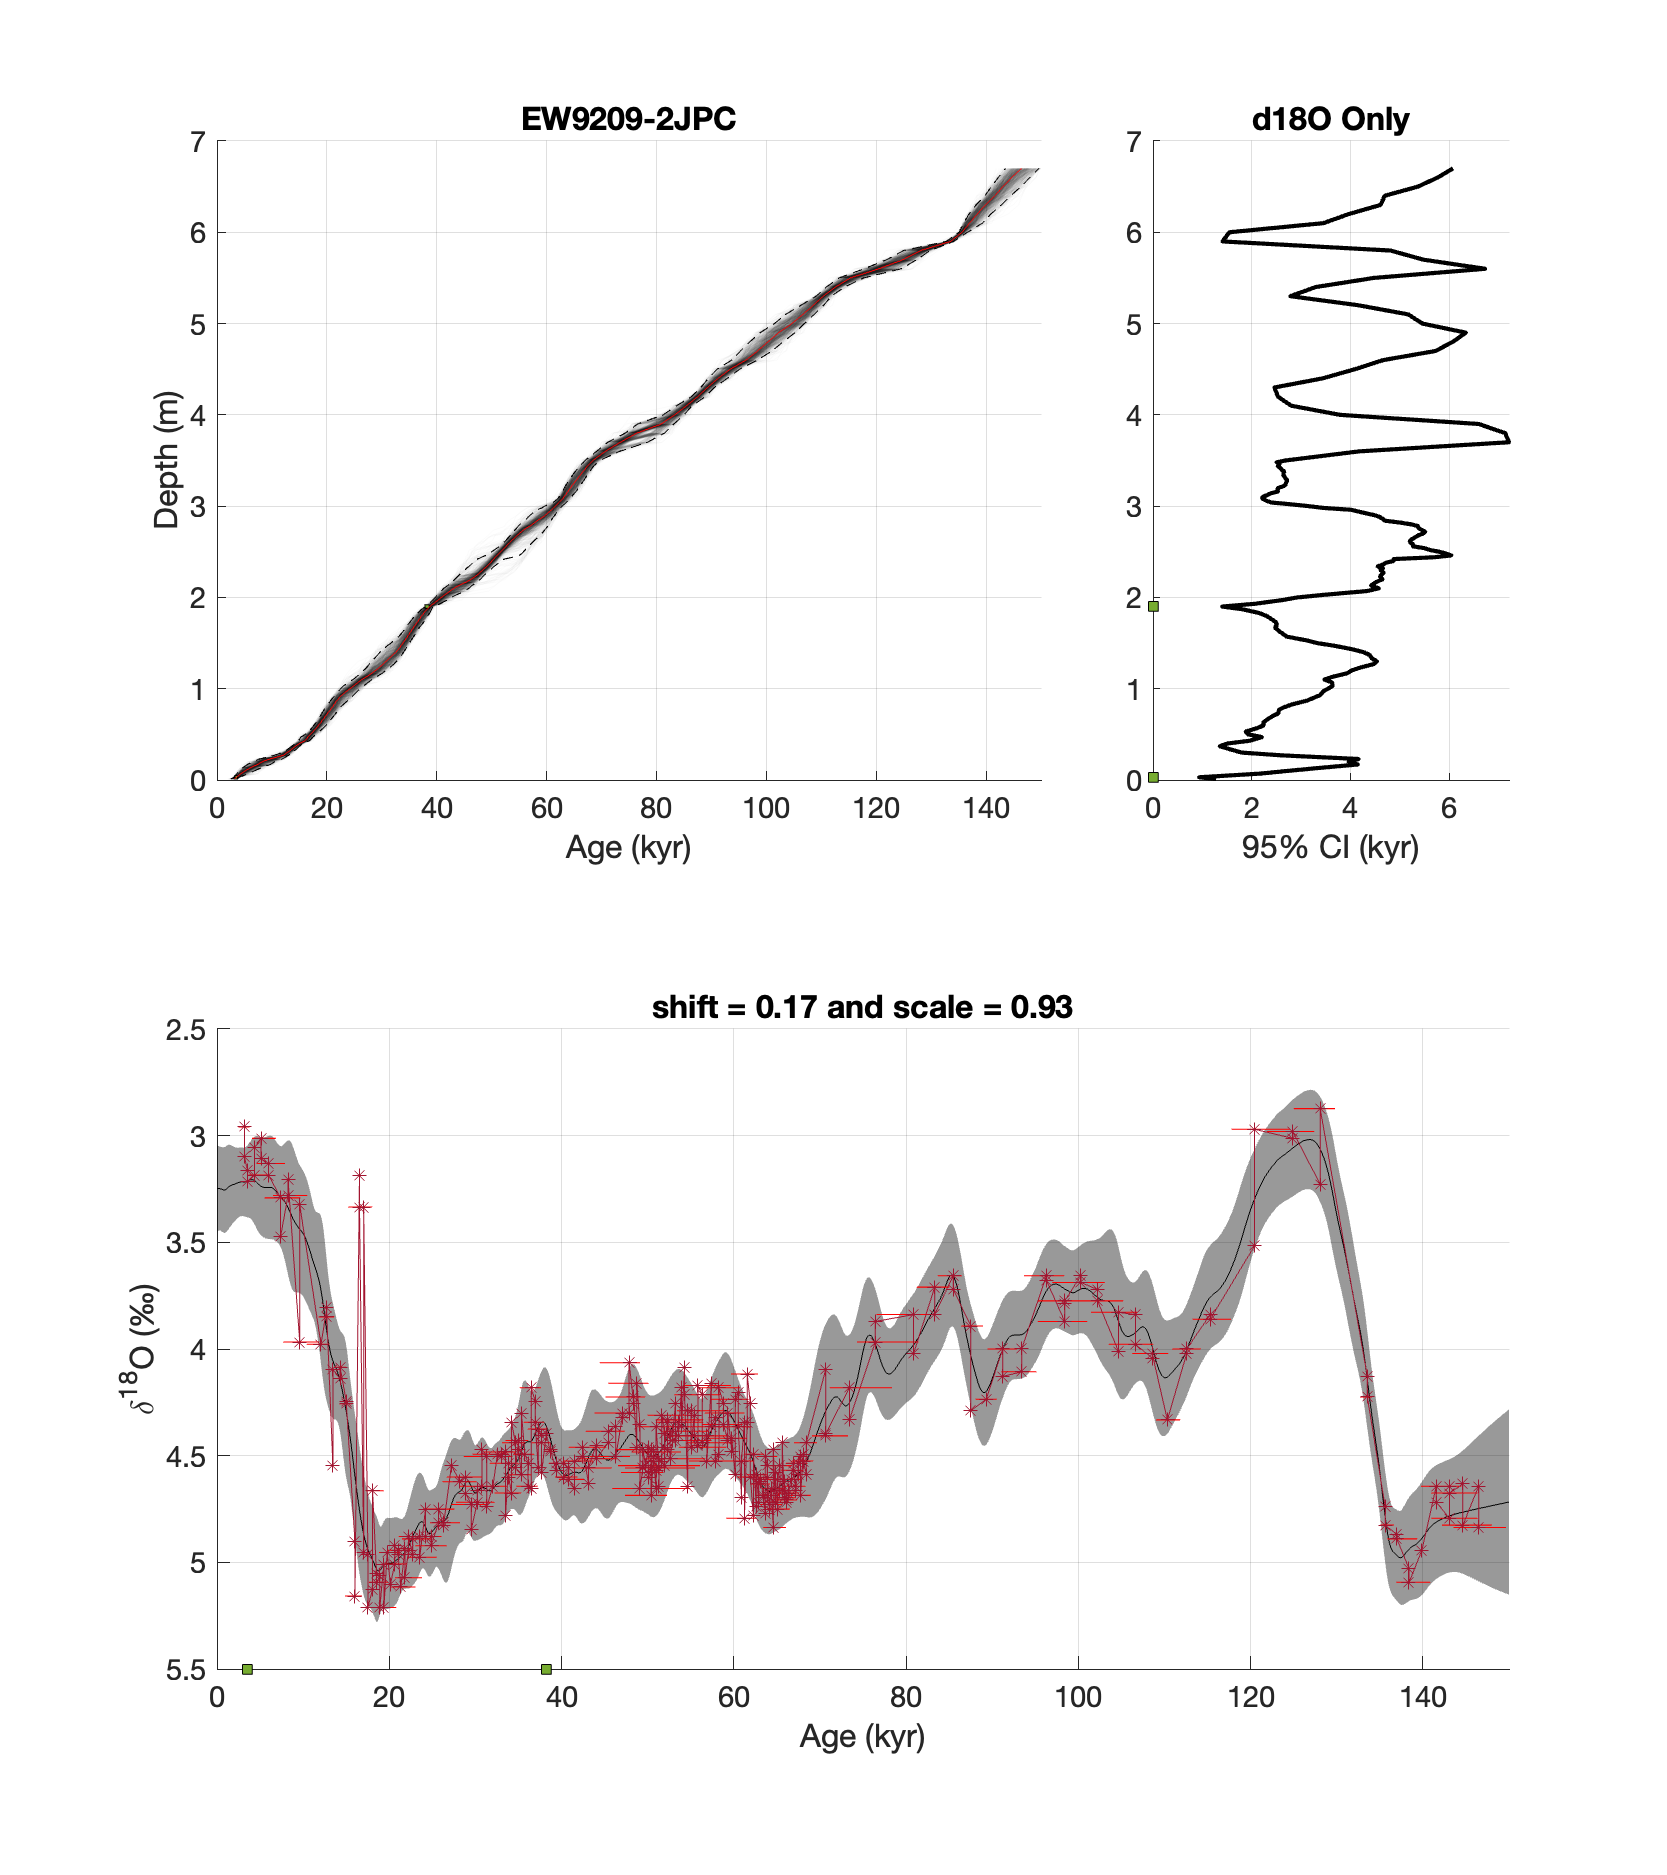 EW9209-2JPC
7
6
5
4
3
2
1
0
Depth (m)
0 20 40 60 80 100 120 140
Age (kyr)
d18O Only
7
6
5
4
3
2
1
0
0 2 4 6
95% CI (kyr)
shift = 0.17 and scale = 0.93
2.5
3
3.5
4
4.5
5
5.5
δ18O (‰)
0 20 40 60 80 100 120 140
Age (kyr)